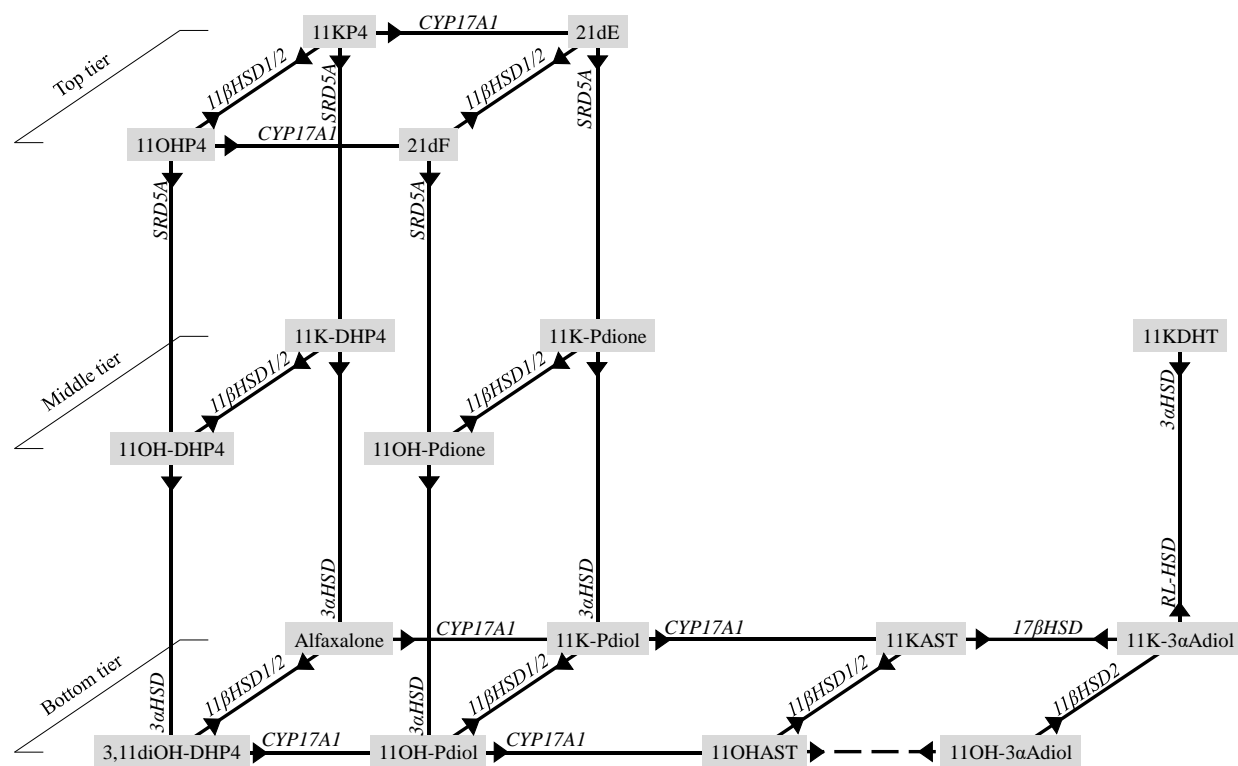 11KP4
CYP17A1
21dE
Top tier
11βHSD1/2
SRD5A
11βHSD1/2
SRD5A
11OHP4
CYP17A1
21dF
SRD5A
SRD5A
11K-DHP4
11K-Pdione
11KDHT
Middle tier
11βHSD1/2
11βHSD1/2
3αHSD
11OH-DHP4
11OH-Pdione
3αHSD
3αHSD
RL-HSD
Alfaxalone
CYP17A1
11K-Pdiol
CYP17A1
11KAST
17βHSD
11K-3αAdiol
Bottom tier
3αHSD
11βHSD1/2
3αHSD
11βHSD1/2
11βHSD1/2
11βHSD2
3,11diOH-DHP4
CYP17A1
11OH-Pdiol
CYP17A1
11OHAST
11OH-3αAdiol